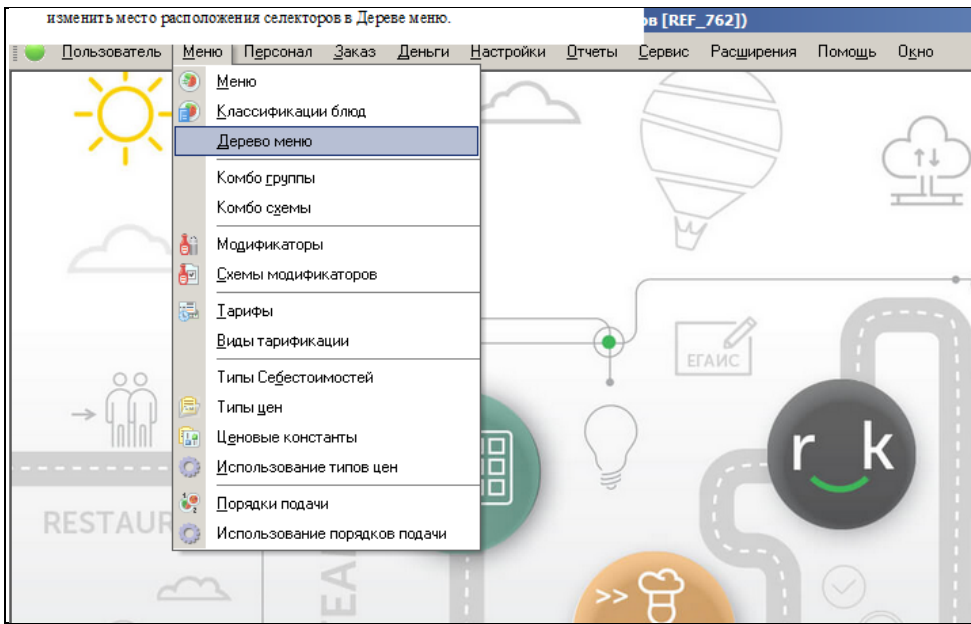 изменить место расположения селекторов в Дереве меню.
ов [REF_762])
Пользователь Меню Персонал Заказ Деньги Настройки Отчеты Сервис Расширения Помощь Окно
Меню
Классификации блюд
Дерево меню
Комбо группы
Комбо схемы
Модификаторы
Схемы модификаторов
Тарифы
Виды тарификации
Типы Себестоимостей
Типы цен
Ценовые константы
Использование типов цен
Порядки подачи
Использование порядков подачи
ЕГАИС
r k
RESTAUR
TEA
>>